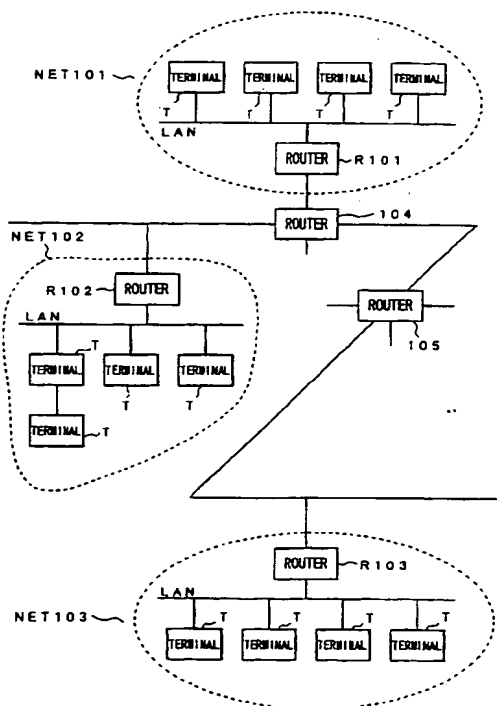 NET101
TERMINAL TERMINAL TERMINAL TERMINAL
T T T T
LAN
ROUTER R101
ROUTER 104
NET102
R102 ROUTER
ROUTER
105
LAN
T
TERMINAL TERMINAL TERMINAL
T T
TERMINAL T
ROUTER R103
LAN
NET103
T T T T
TERMINAL TERMINAL TERMINAL TERMINAL